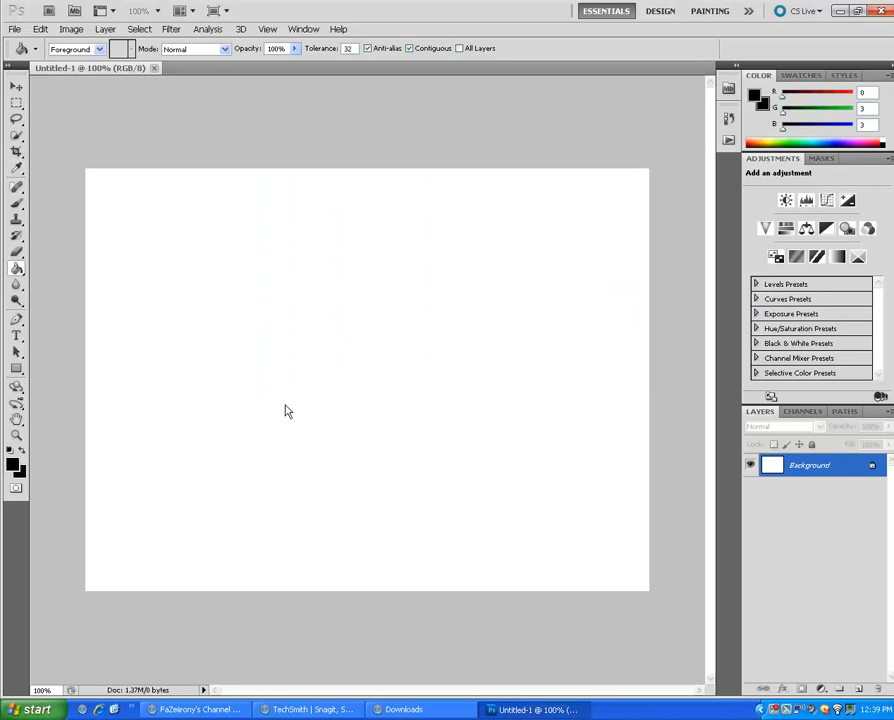 Ps Br Mb 100% ESSENTIALS DESIGN PAINTING >> CS Live
File Edit Image Layer Select Filter Analysis 3D View Window Help
Foreground Mode: Normal Opacity: 100% Tolerance: 32 Anti-alias Contiguous All Layers
Untitled-1 @ 100% (RGB/8)
COLOR SWATCHES STYLES
R 0
G 3
B 3
ADJUSTMENTS MASKS
Add an adjustment
Levels Presets
Curves Presets
Exposure Presets
Hue/Saturation Presets
Black & White Presets
Channel Mixer Presets
Selective Color Presets
LAYERS CHANNELS PATHS
Normal Opacity: 100%
Lock: Fill: 100%
Background
100% Doc: 1.37M/0 bytes
start FaZeirony's Channel ... TechSmith | Snagit, S... Downloads Ps Untitled-1 @ 100% (... 12:39 PM